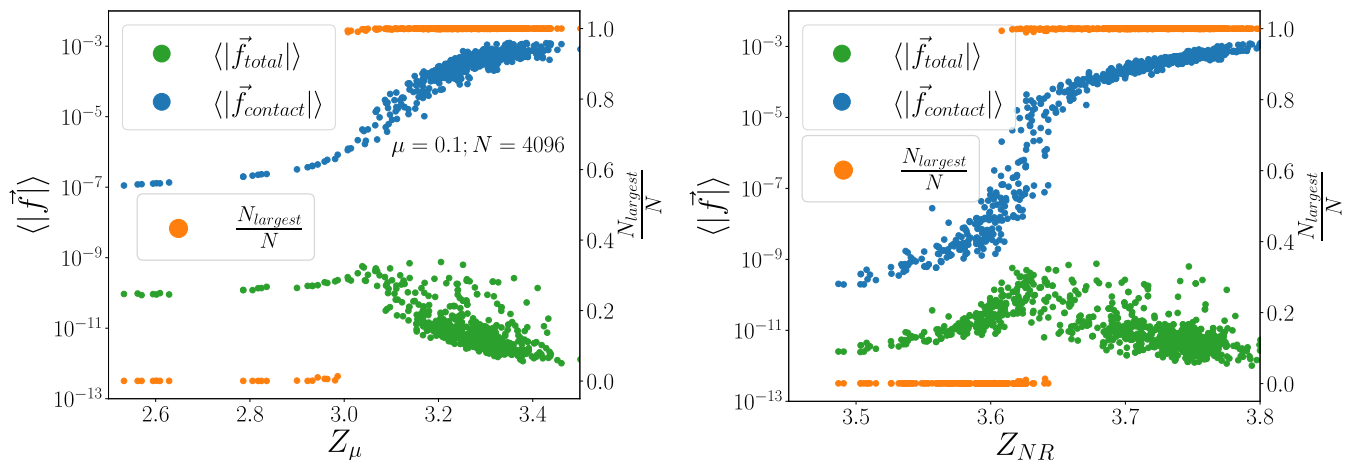 10⁻³
10⁻⁵
10⁻⁷
10⁻⁹
10⁻¹¹
10⁻¹³
⟨|f⃗|⟩
⟨|f⃗_total|⟩
⟨|f⃗_contact|⟩
μ = 0.1; N = 4096
N_largest/N
1.0
0.8
0.6
0.4
0.2
0.0
N_largest/N
2.6 2.8 3.0 3.2 3.4
Z_μ
10⁻³
10⁻⁵
10⁻⁷
10⁻⁹
10⁻¹¹
10⁻¹³
⟨|f⃗|⟩
⟨|f⃗_total|⟩
⟨|f⃗_contact|⟩
N_largest/N
1.0
0.8
0.6
0.4
0.2
0.0
N_largest/N
3.5 3.6 3.7 3.8
Z_NR